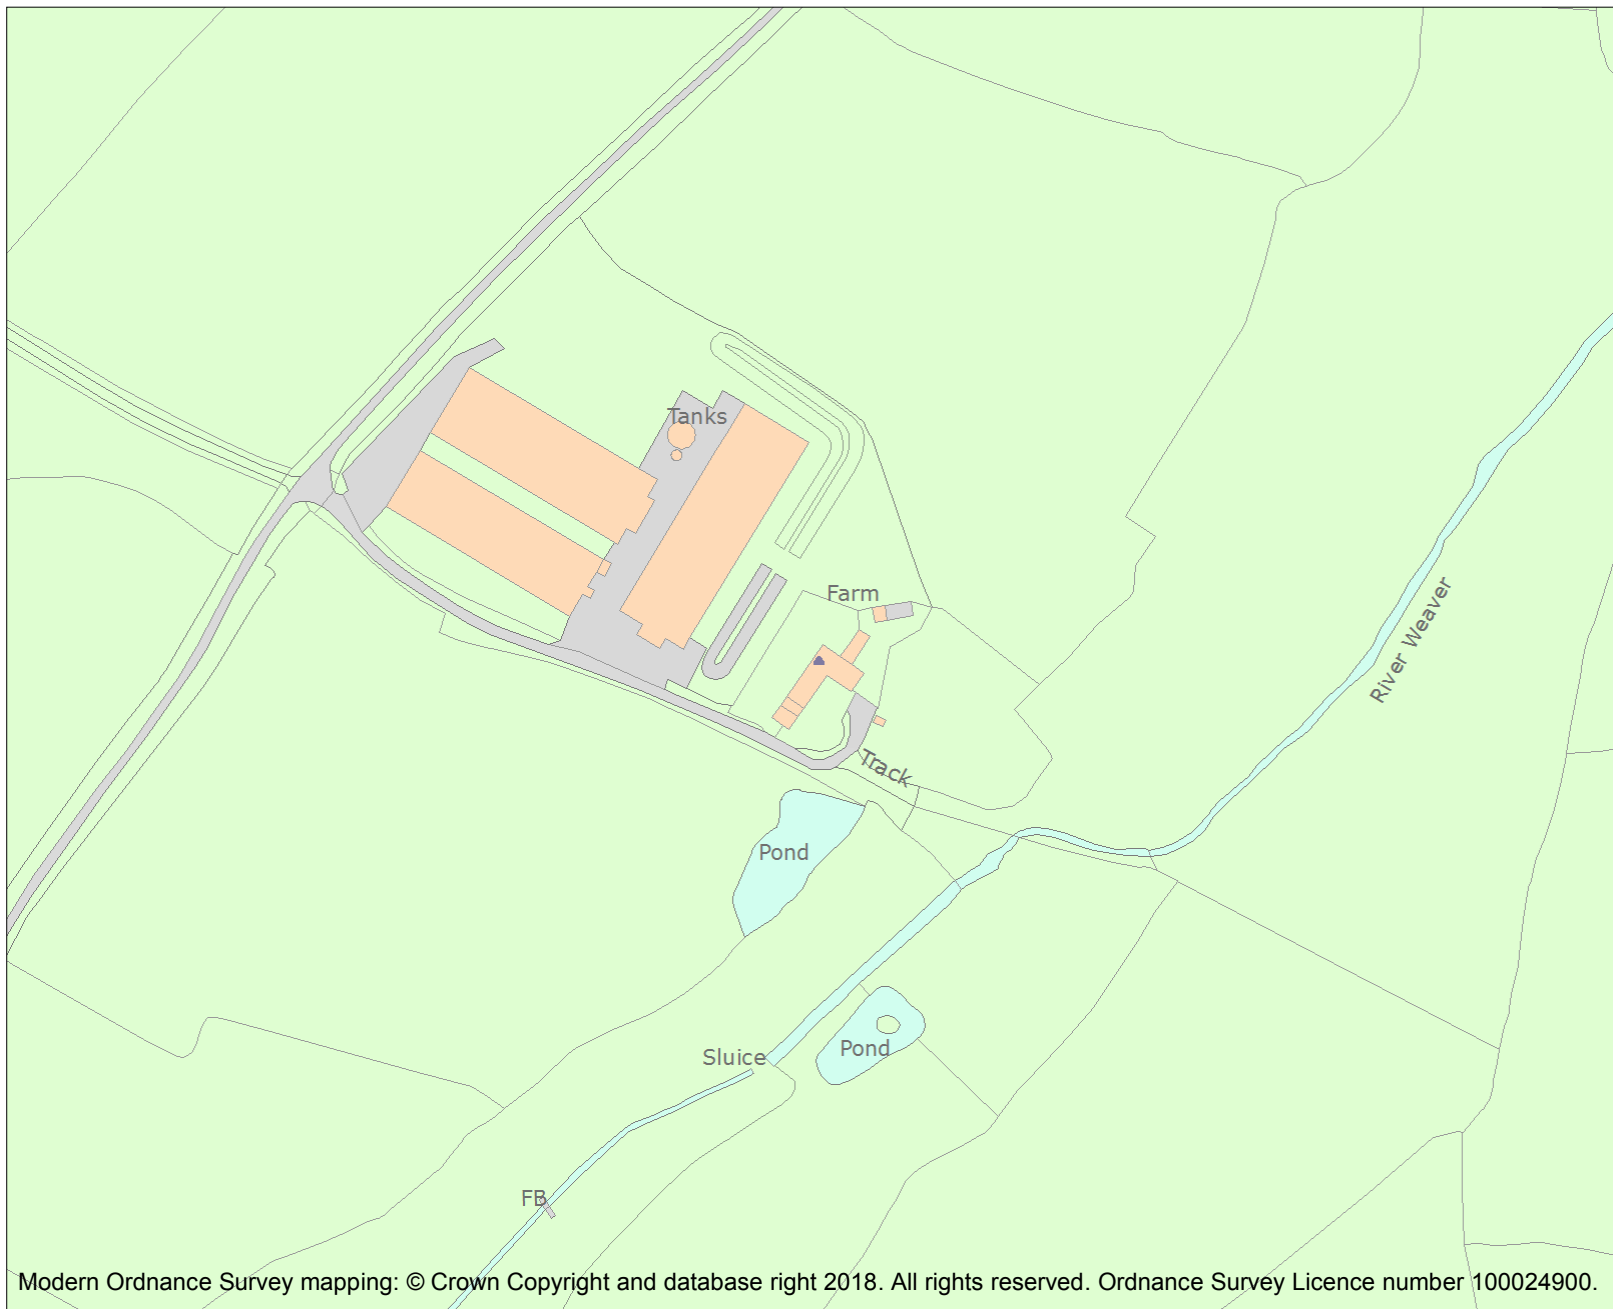 Tanks
Farm
River Weaver
Track
Pond
Pond
Sluice
FB
Modern Ordnance Survey mapping: © Crown Copyright and database right 2018. All rights reserved. Ordnance Survey Licence number 100024900.